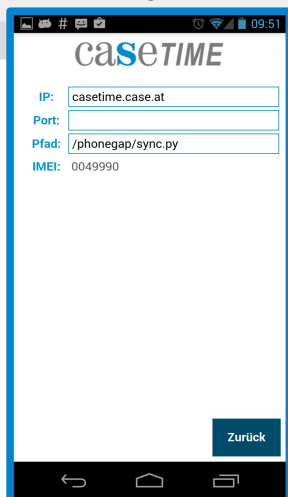 # 09:51
caseTIME
IP: casetime.case.at
Port:
Pfad: /phonegap/sync.py
IMEI: 0049990
Zurück